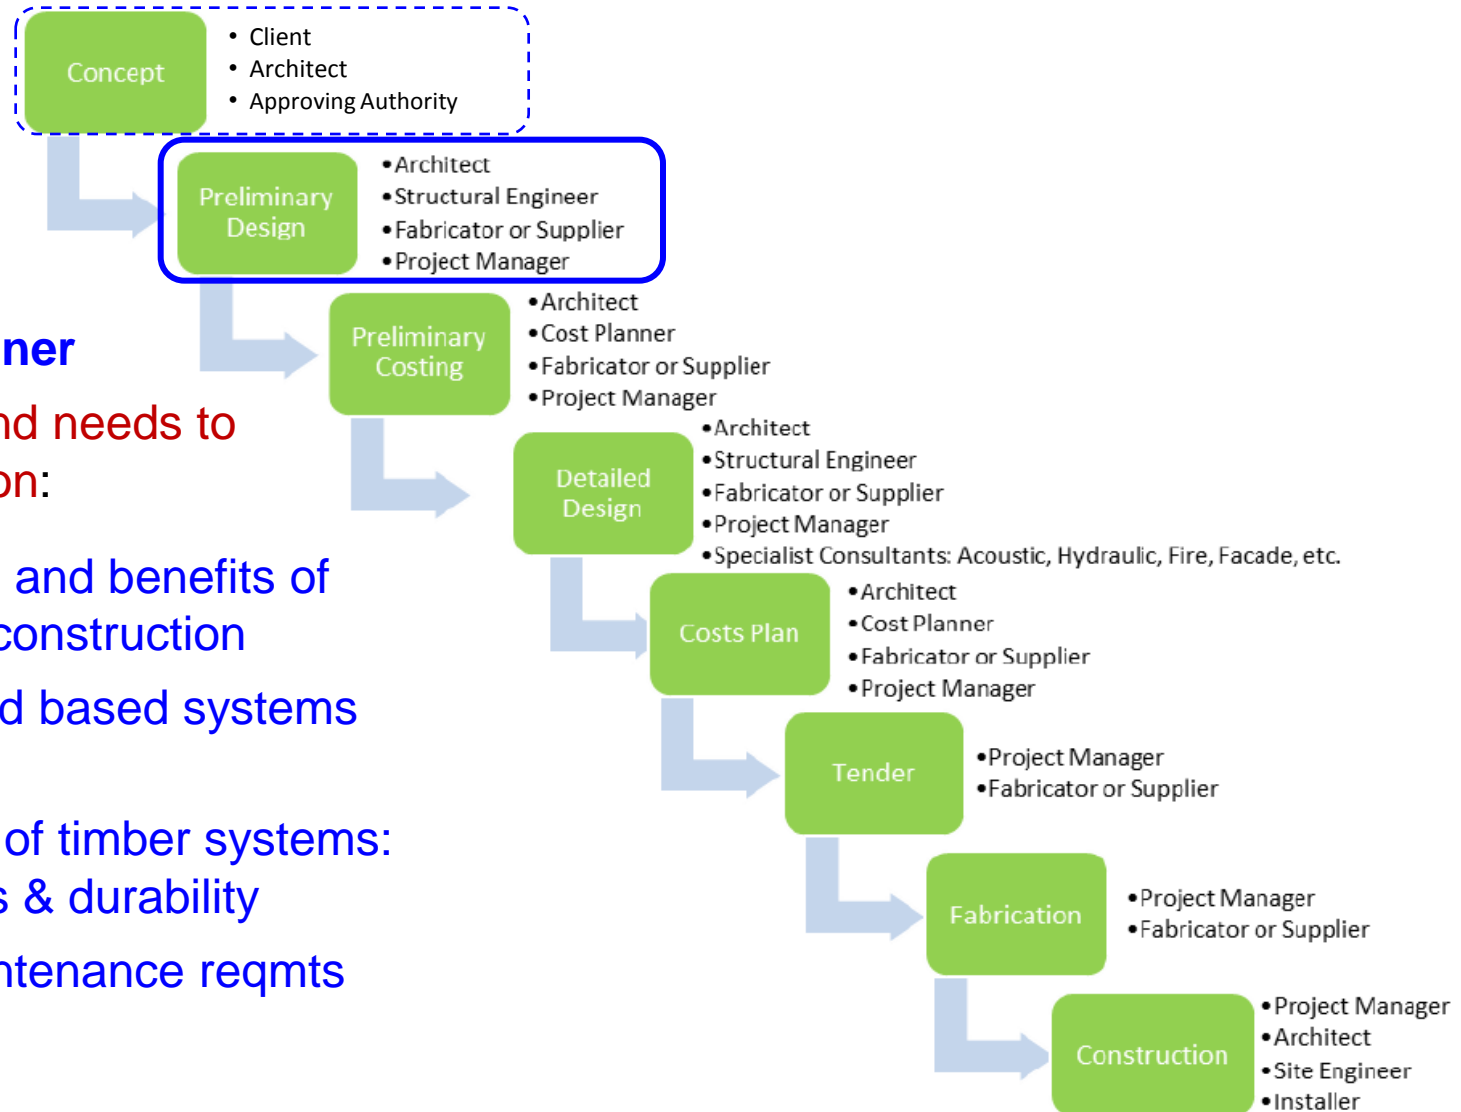 Concept
• Client
• Architect
• Approving Authority
Preliminary
Design
•Architect
•Structural Engineer
•Fabricator or Supplier
•Project Manager
Preliminary
Costing
•Architect
•Cost Planner
•Fabricator or Supplier
•Project Manager
ner
nd needs to
on:
and benefits of
construction
d based systems
of timber systems:
s & durability
ntenance reqmts
Detailed
Design
•Architect
•Structural Engineer
•Fabricator or Supplier
•Project Manager
•Specialist Consultants: Acoustic, Hydraulic, Fire, Facade, etc.
Costs Plan
•Architect
•Cost Planner
•Fabricator or Supplier
•Project Manager
Tender
•Project Manager
•Fabricator or Supplier
Fabrication
•Project Manager
•Fabricator or Supplier
Construction
•Project Manager
•Architect
•Site Engineer
•Installer